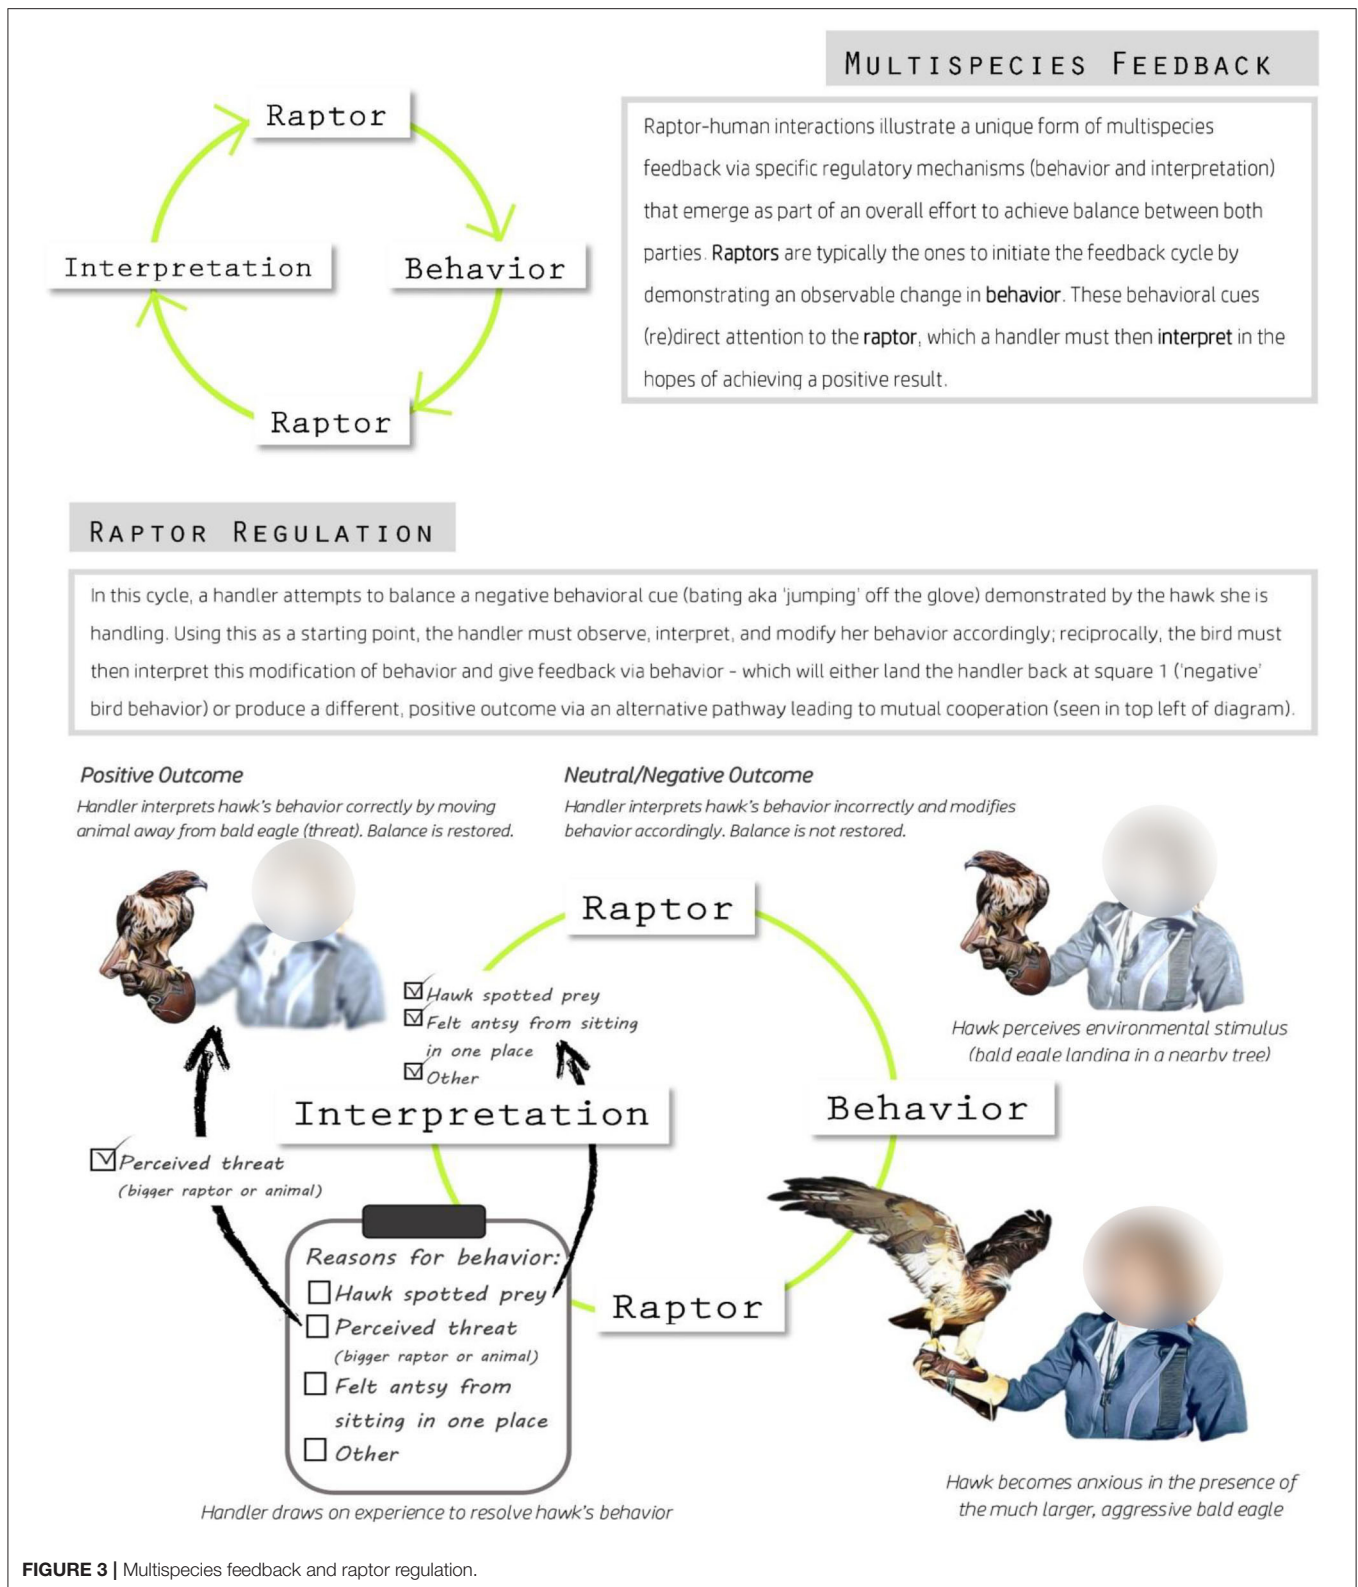 MULTISPECIES FEEDBACK
Raptor
Interpretation
Behavior
Raptor
Raptor-human interactions illustrate a unique form of multispecies
feedback via specific regulatory mechanisms (behavior and interpretation)
that emerge as part of an overall effort to achieve balance between both
parties. Raptors are typically the ones to initiate the feedback cycle by
demonstrating an observable change in behavior. These behavioral cues
(re)direct attention to the raptor, which a handler must then interpret in the
hopes of achieving a positive result.
RAPTOR REGULATION
In this cycle, a handler attempts to balance a negative behavioral cue (bating aka 'jumping' off the glove) demonstrated by the hawk she is
handling. Using this as a starting point, the handler must observe, interpret, and modify her behavior accordingly; reciprocally, the bird must
then interpret this modification of behavior and give feedback via behavior - which will either land the handler back at square 1 ('negative'
bird behavior) or produce a different, positive outcome via an alternative pathway leading to mutual cooperation (seen in top left of diagram).
Positive Outcome
Handler interprets hawk's behavior correctly by moving
animal away from bald eagle (threat). Balance is restored.
Neutral/Negative Outcome
Handler interprets hawk's behavior incorrectly and modifies
behavior accordingly. Balance is not restored.
Raptor
Hawk spotted prey
Felt antsy from sitting
in one place
Other
Hawk perceives environmental stimulus
(bald eagle landing in a nearby tree)
Interpretation
Behavior
Perceived threat
(bigger raptor or animal)
Reasons for behavior:
Hawk spotted prey
Perceived threat
(bigger raptor or animal)
Felt antsy from
sitting in one place
Other
Raptor
Handler draws on experience to resolve hawk's behavior
Hawk becomes anxious in the presence of
the much larger, aggressive bald eagle
FIGURE 3 | Multispecies feedback and raptor regulation.